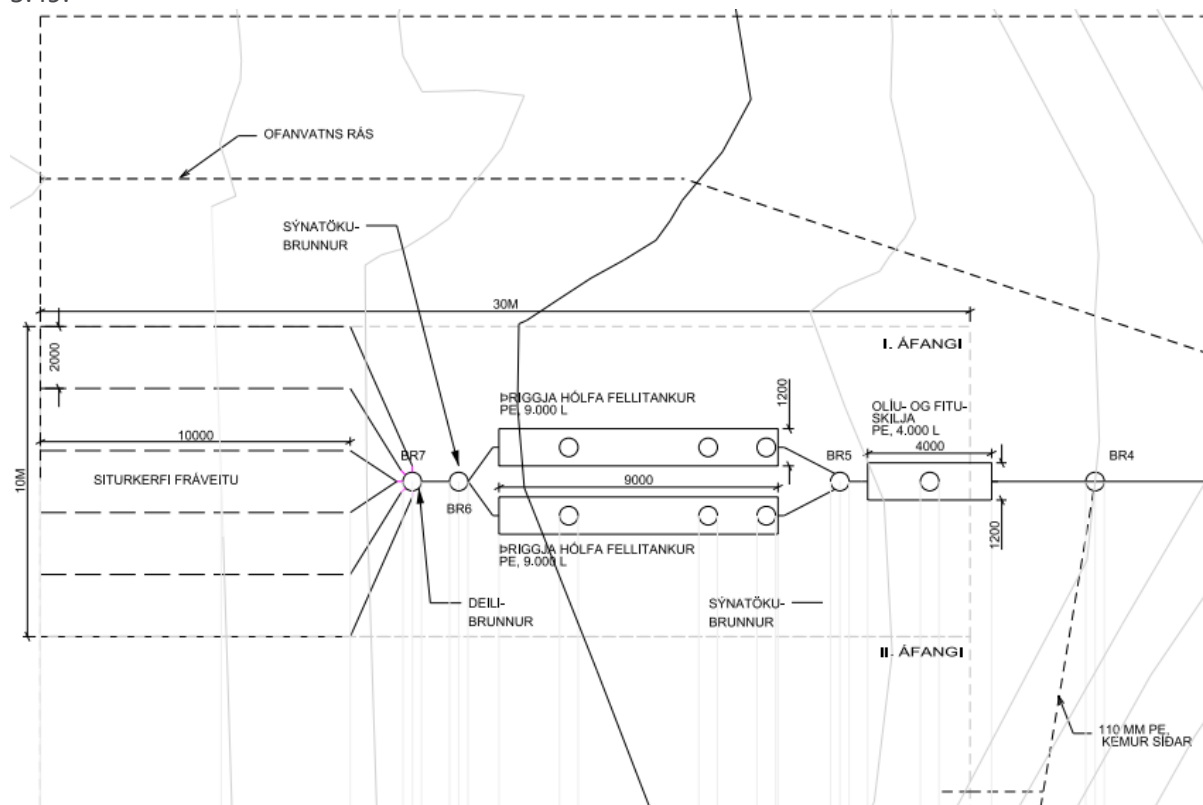 OFANVATNS RÁS
SÝNATÖKU-
BRUNNUR
30M
I. ÁFANGI
2000
ÞRIGGJA HÓLFA FELLITANKUR
PE, 9.000 L
1200
OLÍU- OG FITU-
SKILJA
PE, 4.000 L
4000
10000
BR7
BR5
BR4
10M
SITURKERFI FRÁVEITU
9000
BR6
1200
ÞRIGGJA HÓLFA FELLITANKUR
PE, 9.000 L
DEILI-
BRUNNUR
SÝNATÖKU-
BRUNNUR
II. ÁFANGI
110 MM PE,
KEMUR SÍÐAR